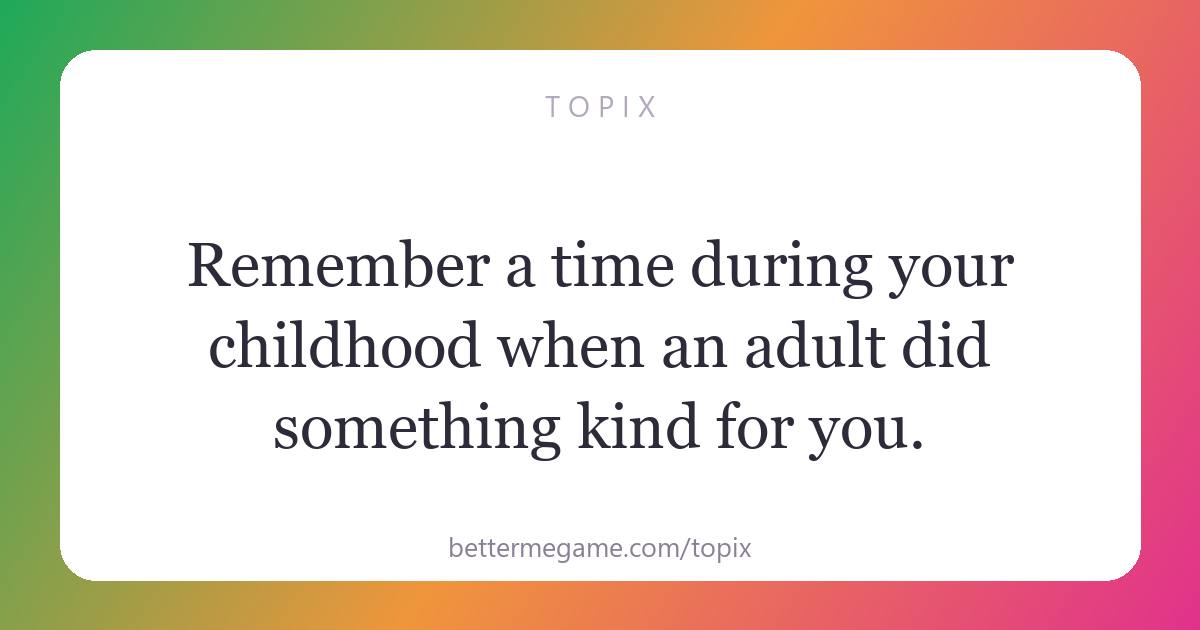 TOPIX
Remember a time during your
childhood when an adult did
something kind for you.
bettermegame.com/topix